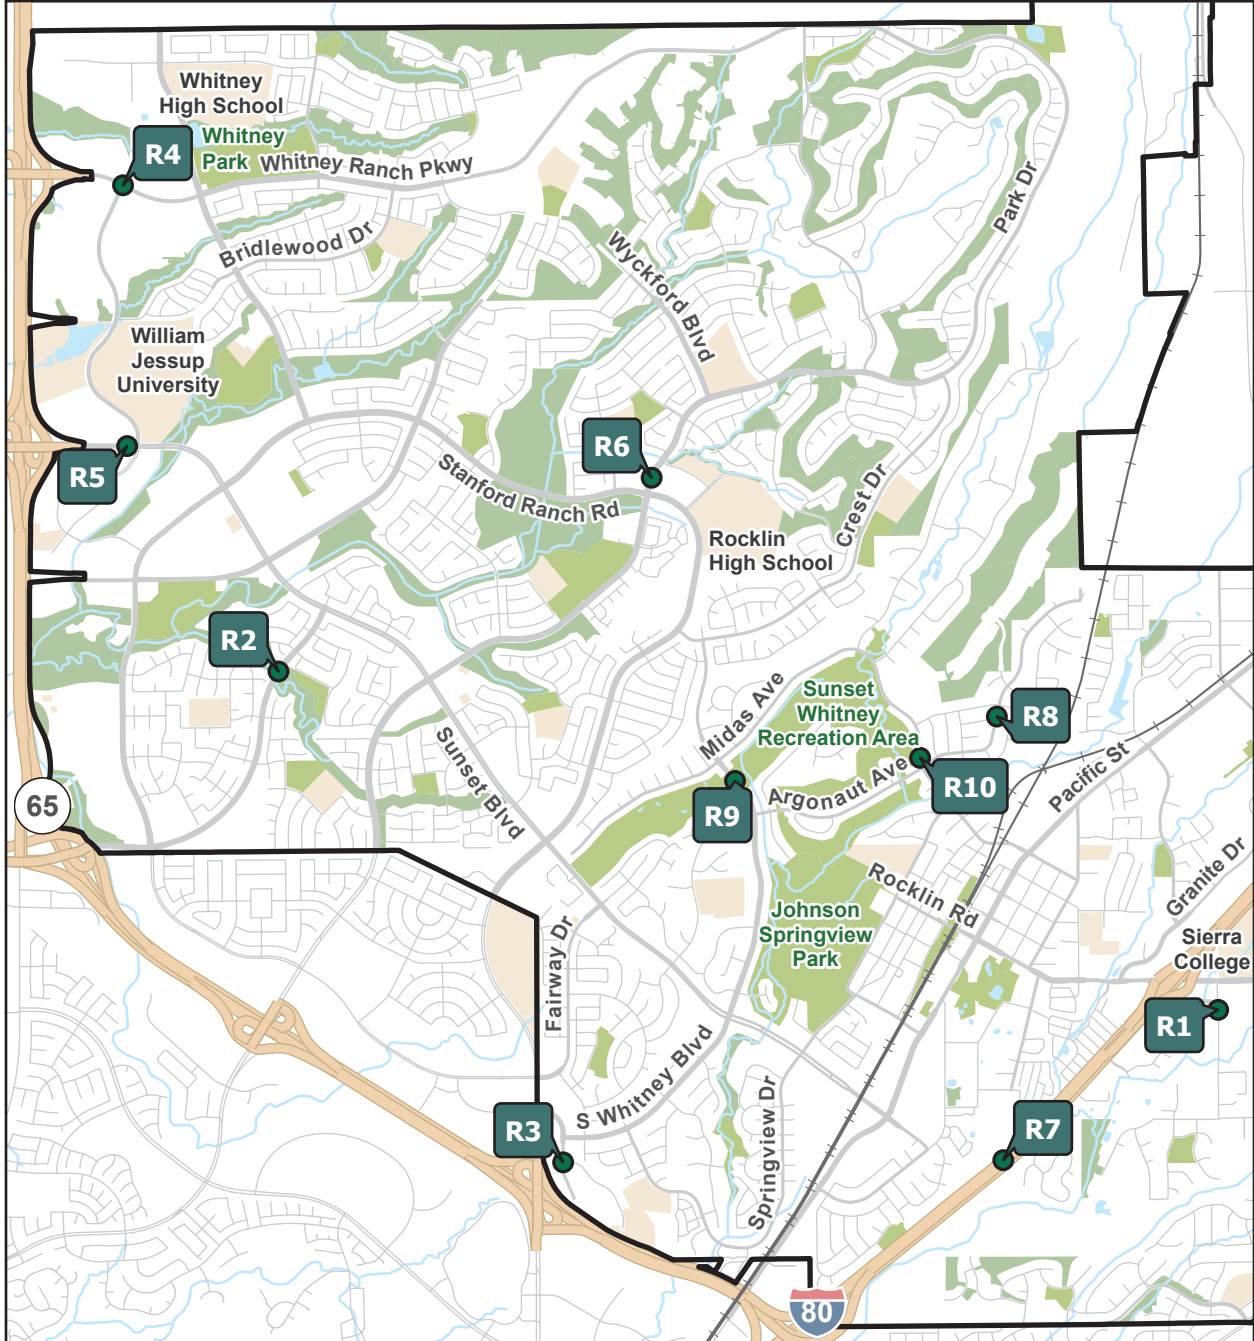 Whitney
High School
R4
Whitney
Park
Whitney Ranch Pkwy
Park Dr
Bridlewood Dr
Wyckford Blvd
William
Jessup
University
R5
R6
Stanford Ranch Rd
Crest Dr
Rocklin
High School
R2
Midas Ave
Sunset
Whitney
Recreation Area
R8
Sunset Blvd
65
R9
Argonaut Ave
R10
Pacific St
Rocklin Rd
Granite Dr
Johnson
Springview
Park
Fairway Dr
Sierra
College
R1
S Whitney Blvd
R3
Springview Dr
R7
80